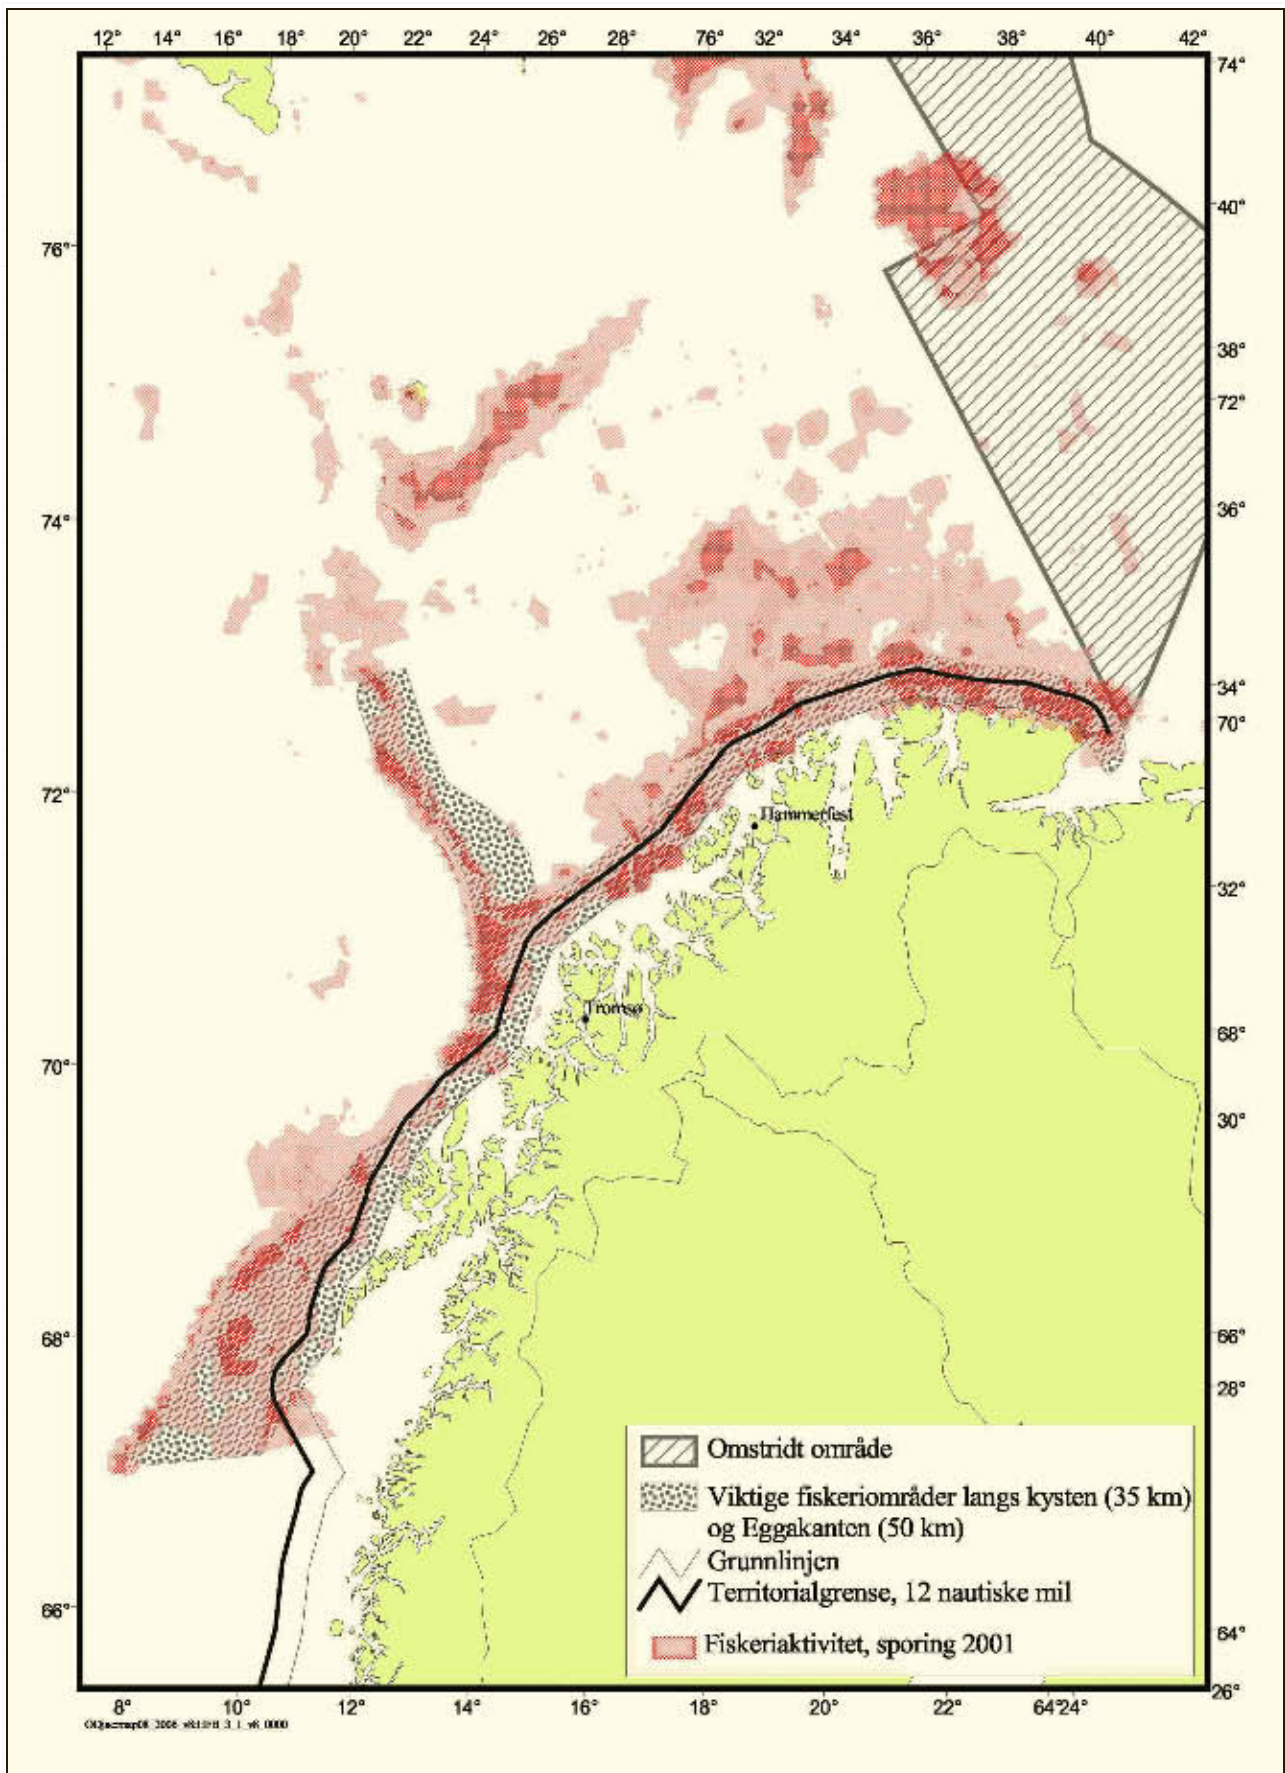 12° 14° 16° 18° 20° 22° 24° 26° 28° 76° 32° 34° 36° 38° 40° 42°
74°
40°
76°
38°
72°
74°
36°
34°
70°
72°
Hammerfest
32°
Tromsø
68°
70°
30°
68°
66°
28°
Omstridt område
Viktige fiskeriområder langs kysten (35 km)
og Eggakanten (50 km)
Grunnlinjen
Territorialgrense, 12 nautiske mil
66°
64°
Fiskeriaktivitet, sporing 2001
26°
8° 10° 12° 14° 16° 18° 20° 22° 64°24°